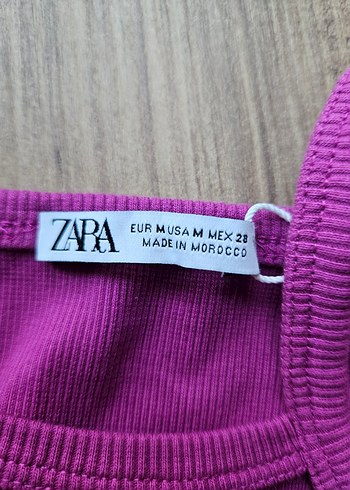 ZARA
EUR M USA M MEX 28
MADE IN MOROCCO